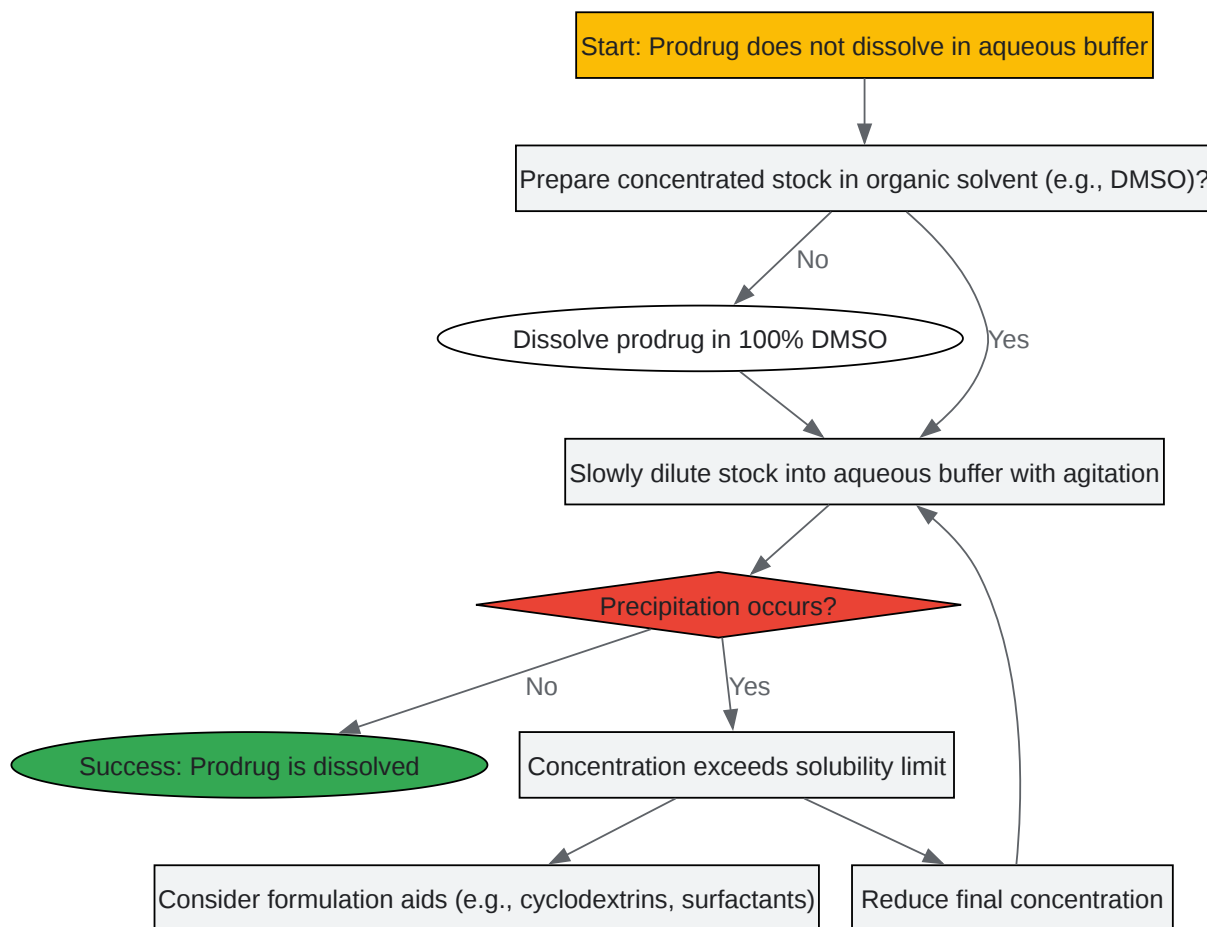 Start: Prodrug does not dissolve in aqueous buffer
Prepare concentrated stock in organic solvent (e.g., DMSO)?
No
Dissolve prodrug in 100% DMSO
Yes
Slowly dilute stock into aqueous buffer with agitation
Precipitation occurs?
No
Yes
Success: Prodrug is dissolved
Concentration exceeds solubility limit
Consider formulation aids (e.g., cyclodextrins, surfactants)
Reduce final concentration